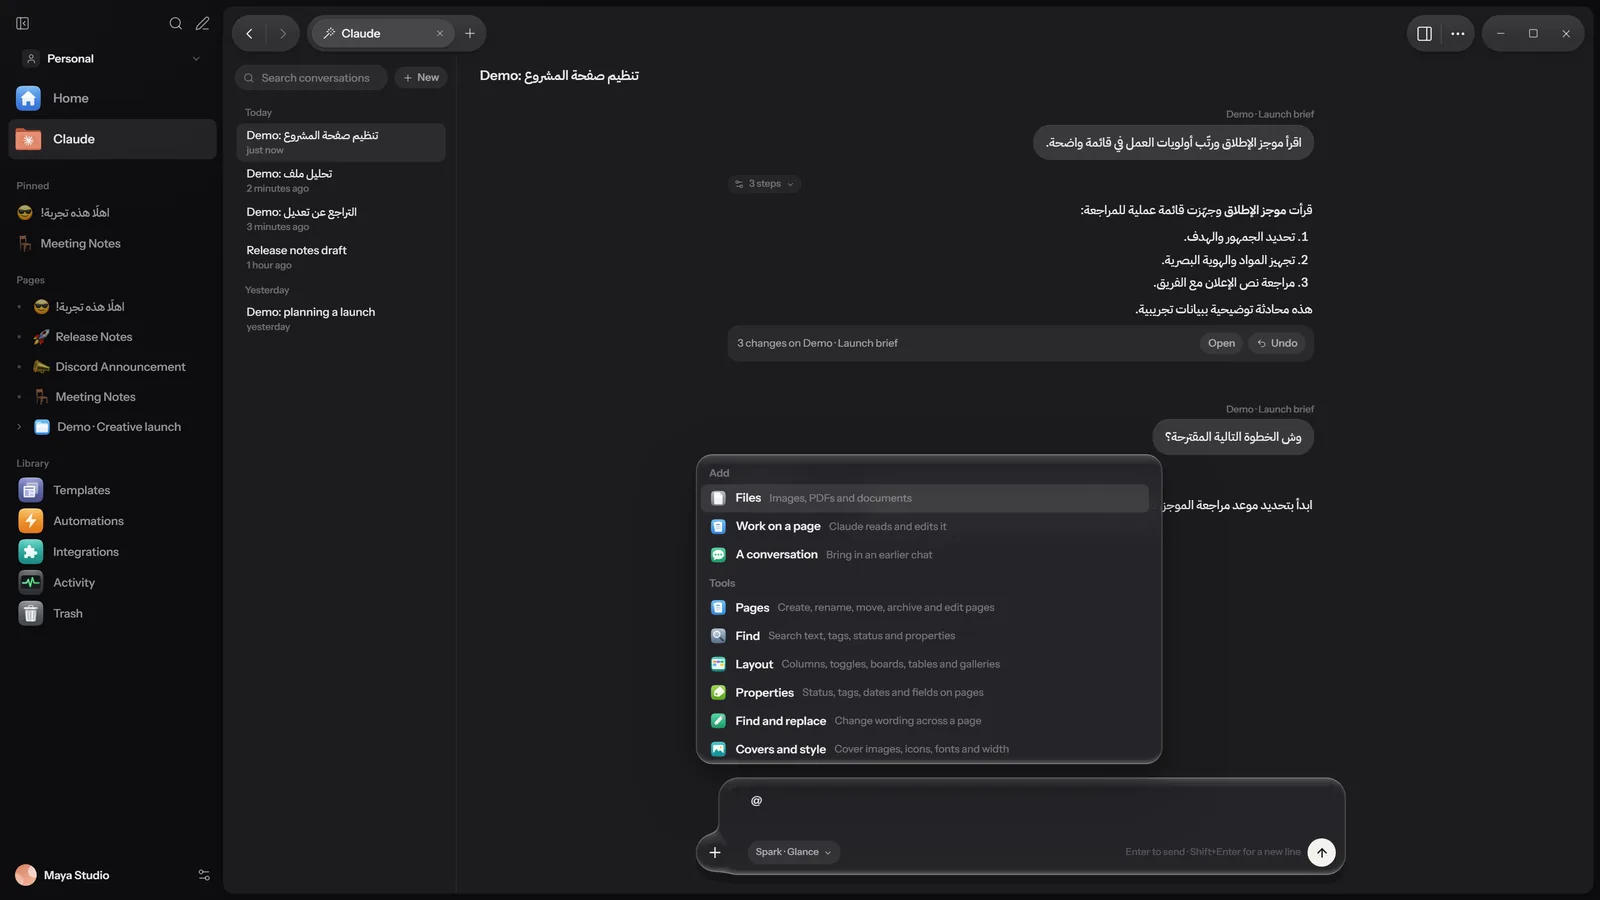 Personal
Home
Claude
Pinned
اهلًا هذه تجربة!
Meeting Notes
Pages
اهلًا هذه تجربة!
Release Notes
Discord Announcement
Meeting Notes
Demo · Creative launch
Library
Templates
Automations
Integrations
Activity
Trash
Maya Studio
Claude
Search conversations
New
Today
Demo: تنظيم صفحة المشروع
just now
Demo: تحليل ملف
2 minutes ago
Demo: التراجع عن تعديل
3 minutes ago
Release notes draft
1 hour ago
Yesterday
Demo: planning a launch
yesterday
Demo: تنظيم صفحة المشروع
Demo · Launch brief
اقرأ موجز الإطلاق ورتّب أولويات العمل في قائمة واضحة.
3 steps
قرأت موجز الإطلاق وجهّزت قائمة عملية للمراجعة:
1. تحديد الجمهور والهدف.
2. تجهيز المواد والهوية البصرية.
3. مراجعة نص الإعلان مع الفريق.
هذه محادثة توضيحية ببيانات تجريبية.
3 changes on Demo · Launch brief
Open
Undo
Demo · Launch brief
وش الخطوة التالية المقترحة؟
ابدأ بتحديد موعد مراجعة الموجز
Add
Files Images, PDFs and documents
Work on a page Claude reads and edits it
A conversation Bring in an earlier chat
Tools
Pages Create, rename, move, archive and edit pages
Find Search text, tags, status and properties
Layout Columns, toggles, boards, tables and galleries
Properties Status, tags, dates and fields on pages
Find and replace Change wording across a page
Covers and style Cover images, icons, fonts and width
@
Spark · Glance
Enter to send · Shift+Enter for a new line